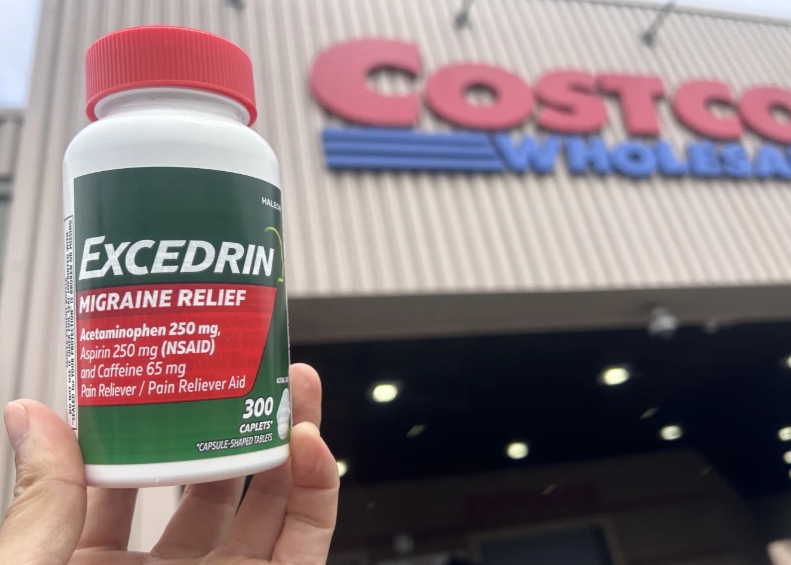 COSTCO
WHOLESA
HALEON
EXCEDRIN
MIGRAINE RELIEF
Acetaminophen 250 mg,
Aspirin 250 mg (NSAID)
and Caffeine 65 mg
Pain Reliever / Pain Reliever Aid
300
CAPLETS*
*CAPSULE-SHAPED TABLETS